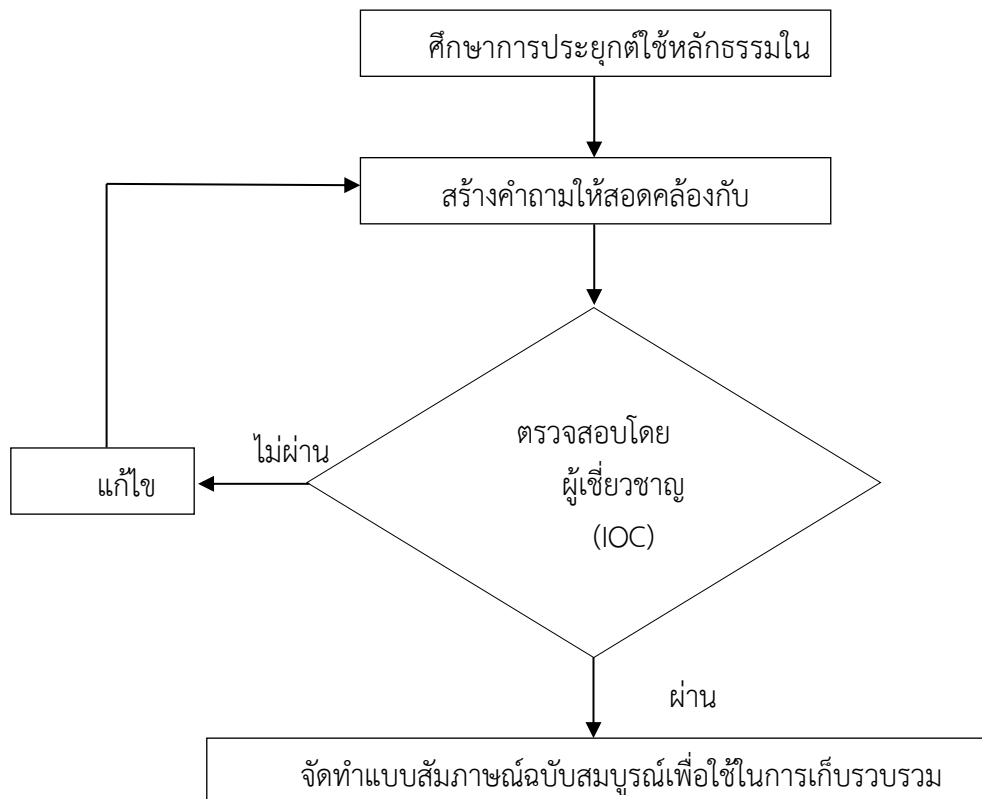 ศึกษาการประยุกต์ใช้หลักธรรมใน
สร้างคำถามให้สอดคล้องกับ
ตรวจสอบโดย
ผู้เชี่ยวชาญ
(IOC)
ไม่ผ่าน
แก้ไข
ผ่าน
จัดทำแบบสัมภาษณ์ฉบับสมบูรณ์เพื่อใช้ในการเก็บรวบรวม